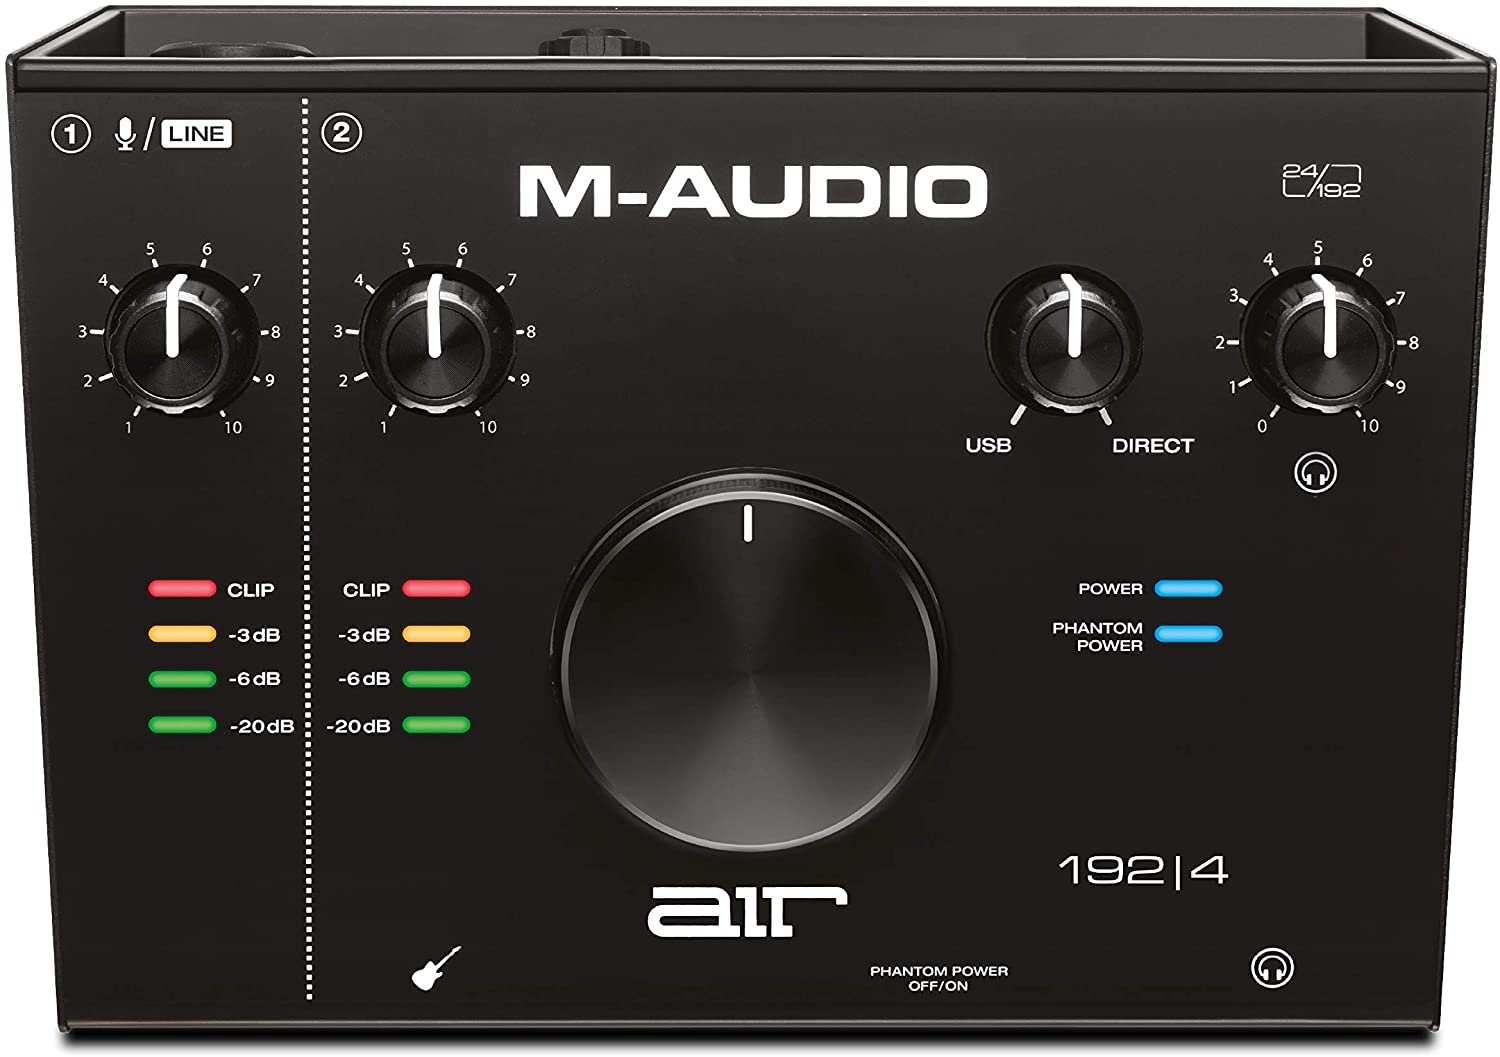 1 / LINE
2
M-AUDIO
24/192
1 2 3 4 5 6 7 8 9 10
1 2 3 4 5 6 7 8 9 10
USB DIRECT
0 1 2 3 4 5 6 7 8 9 10
CLIP
-3dB
-6dB
-20dB
CLIP
-3dB
-6dB
-20dB
POWER
PHANTOM
POWER
192|4
air
PHANTOM POWER
OFF/ON